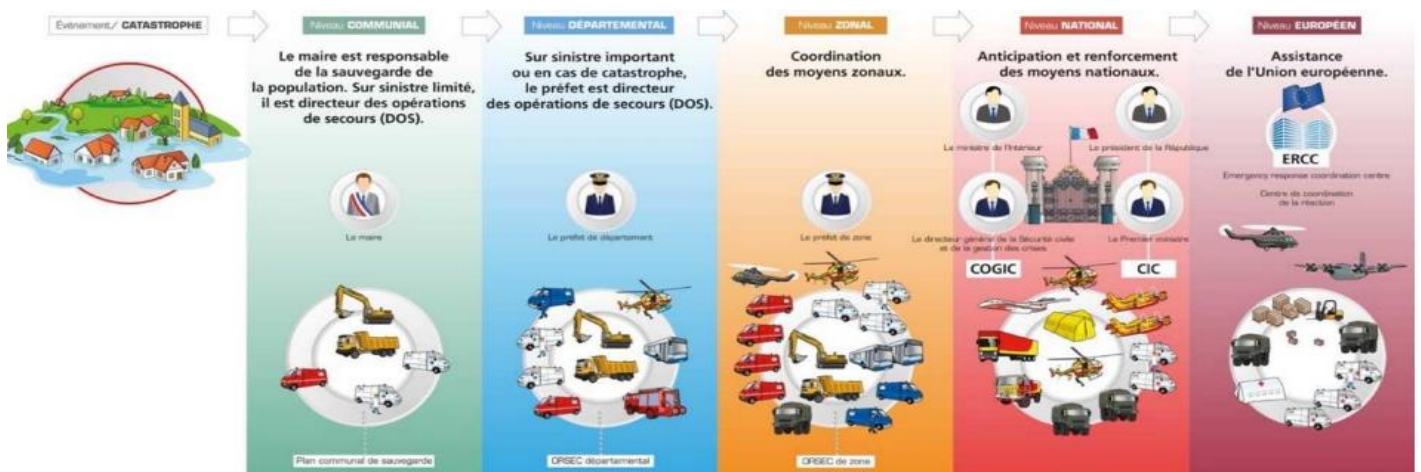 Événement/ CATASTROPHE
Niveau COMMUNIAL
Le maire est responsable
de la sauvegarde de
la population. Sur sinistre limité,
il est directeur des opérations
de secours (DOS).
Le maire
Plan communal de sauvegarde
Niveau DÉPARTEMENTAL
Sur sinistre important
ou en cas de catastrophe,
le préfet est directeur
des opérations de secours (DOS).
Le préfet de département
ORSEC départemental
Niveau ZONAL
Coordination
des moyens zonaux.
Le préfet de zone
ORSEC de zone
Niveau NATIONAL
Anticipation et renforcement
des moyens nationaux.
Le ministre de l'Intérieur
Le président de la République
Le directeur général de la Sécurité civile
et de la gestion des crises
Le Premier ministre
COGIC
CIC
Niveau EUROPÉEN
Assistance
de l'Union européenne.
ERCC
Emergency response coordination centre
Centre de coordination
de la réaction